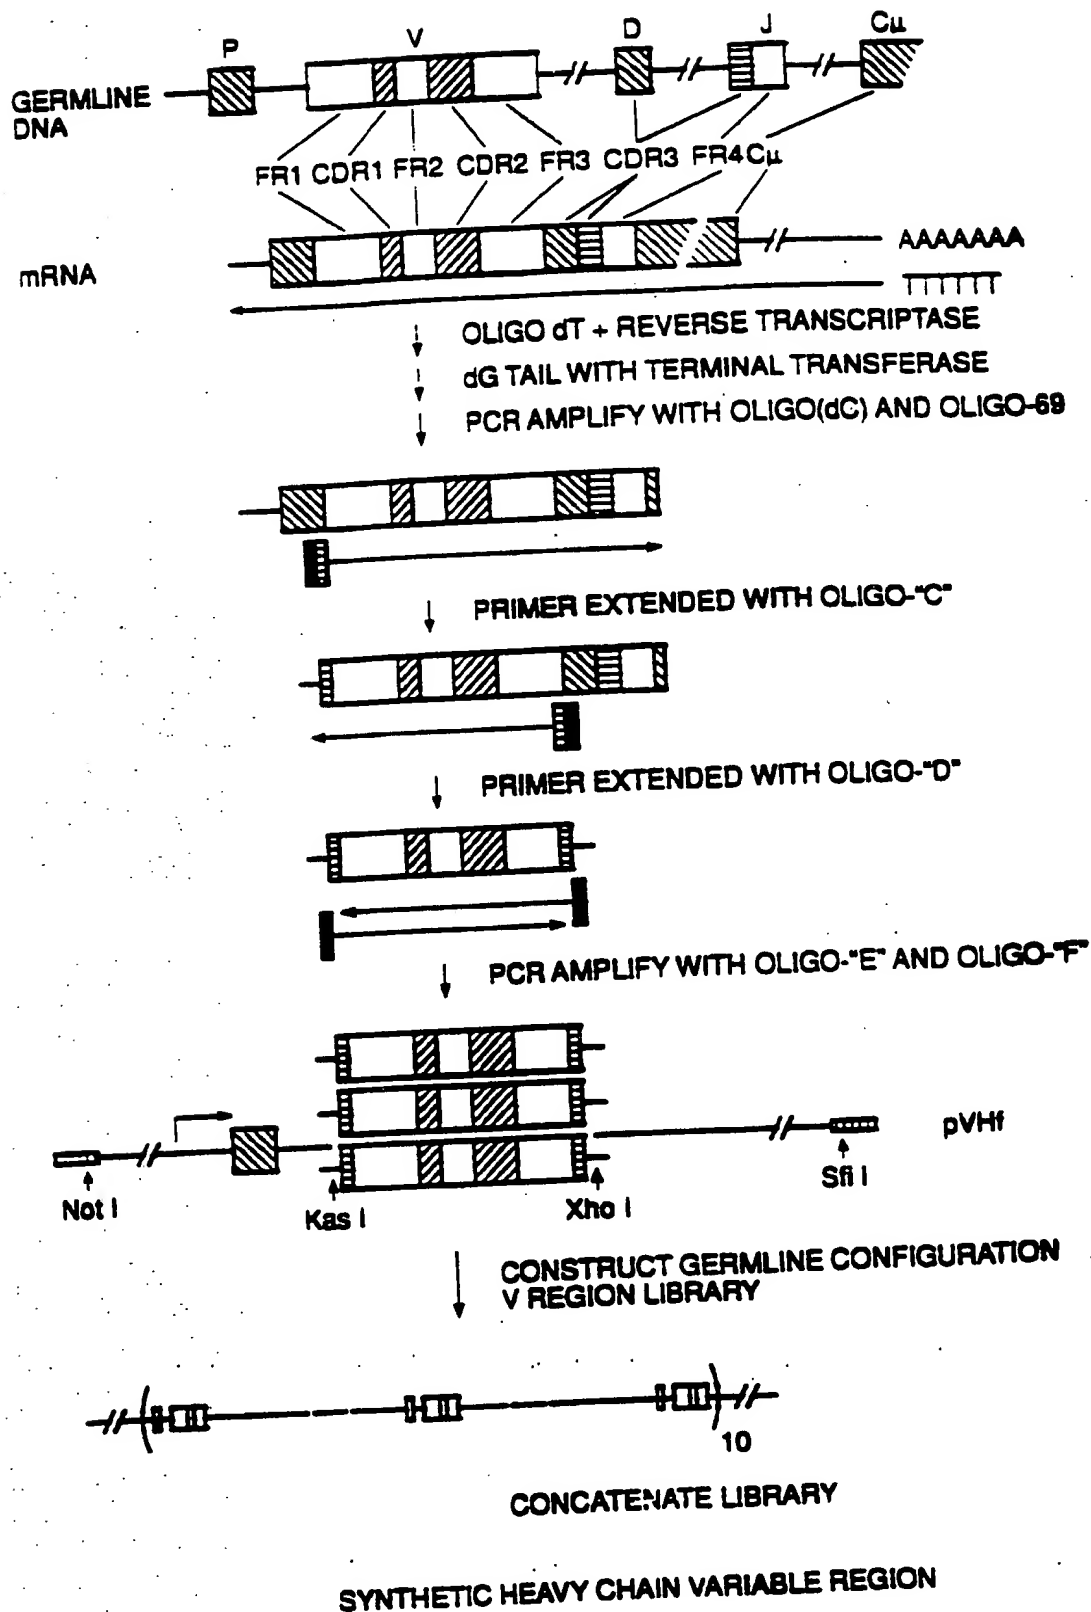 P V D J Cμ
GERMLINE
DNA
FR1 CDR1 FR2 CDR2 FR3 CDR3 FR4 Cμ
mRNA
AAAAAAA
TTTTTT
OLIGO dT + REVERSE TRANSCRIPTASE
dG TAIL WITH TERMINAL TRANSFERASE
PCR AMPLIFY WITH OLIGO(dC) AND OLIGO-69
PRIMER EXTENDED WITH OLIGO-"C"
PRIMER EXTENDED WITH OLIGO-"D"
PCR AMPLIFY WITH OLIGO-"E" AND OLIGO-"F"
pVHf
Not I
Kas I
Xho I
Sfi I
CONSTRUCT GERMLINE CONFIGURATION
V REGION LIBRARY
10
CONCATENATE LIBRARY
SYNTHETIC HEAVY CHAIN VARIABLE REGION